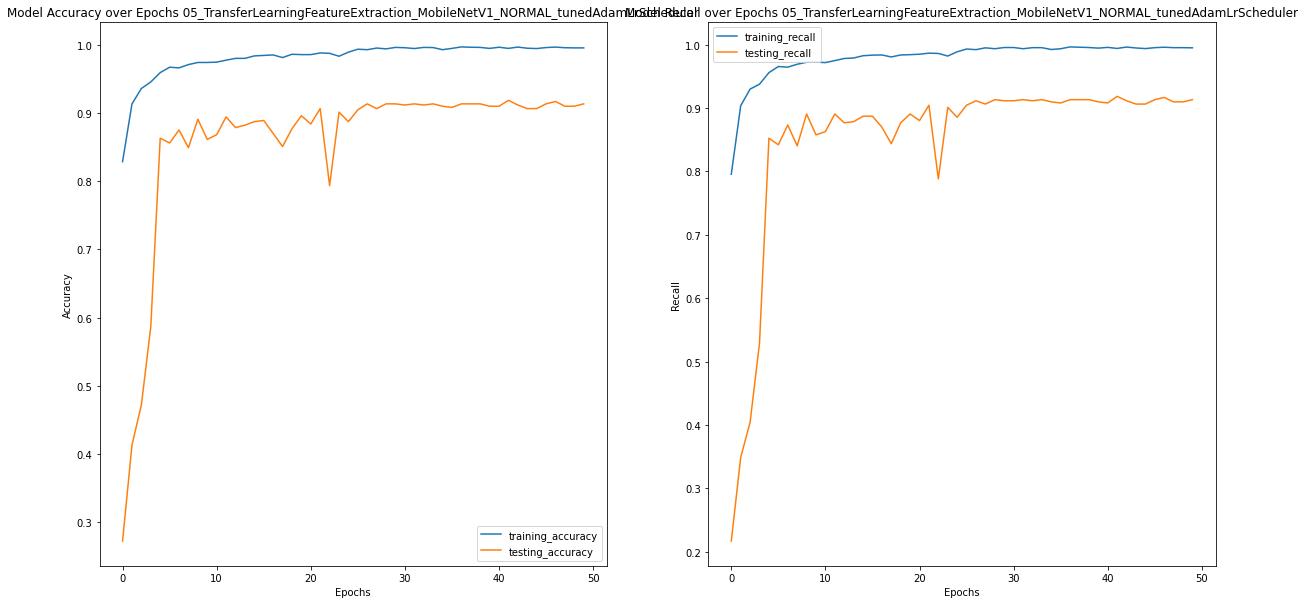 Model Accuracy over Epochs 05_TransferLearningFeatureExtraction_MobileNetV1_NORMAL_tunedAdamLrScheduler
Model Recall over Epochs 05_TransferLearningFeatureExtraction_MobileNetV1_NORMAL_tunedAdamLrScheduler
1.0
0.9
0.8
0.7
0.6
0.5
0.4
0.3
Accuracy
0 10 20 30 40 50
Epochs
training_accuracy
testing_accuracy
training_recall
testing_recall
1.0
0.9
0.8
0.7
0.6
0.5
0.4
0.3
0.2
Recall
0 10 20 30 40 50
Epochs